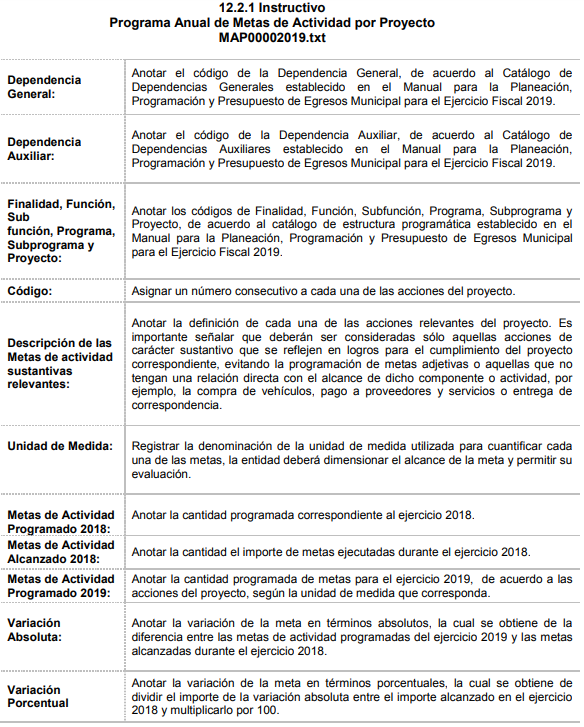 12.2.1 Instructivo
Programa Anual de Metas de Actividad por Proyecto
MAP00002019.txt
Dependencia
General:
Anotar el código de la Dependencia General, de acuerdo al Catálogo de
Dependencias Generales establecido en el Manual para la Planeación,
Programación y Presupuesto de Egresos Municipal para el Ejercicio Fiscal 2019.
Dependencia
Auxiliar:
Anotar el código de la Dependencia Auxiliar, de acuerdo al Catálogo de
Dependencias Auxiliares establecido en el Manual para la Planeación,
Programación y Presupuesto de Egresos Municipal para el Ejercicio Fiscal 2019.
Finalidad, Función,
Sub
función, Programa,
Subprograma y
Proyecto:
Anotar los códigos de Finalidad, Función, Subfunción, Programa, Subprograma y
Proyecto, de acuerdo al catálogo de estructura programática establecido en el
Manual para la Planeación, Programación y Presupuesto de Egresos Municipal
para el Ejercicio Fiscal 2019.
Código:
Asignar un número consecutivo a cada una de las acciones del proyecto.
Descripción de las
Metas de actividad
sustantivas
relevantes:
Anotar la definición de cada una de las acciones relevantes del proyecto. Es
importante señalar que deberán ser consideradas sólo aquellas acciones de
carácter sustantivo que se reflejen en logros para el cumplimiento del proyecto
correspondiente, evitando la programación de metas adjetivas o aquellas que no
tengan una relación directa con el alcance de dicho componente o actividad, por
ejemplo, la compra de vehículos, pago a proveedores y servicios o entrega de
correspondencia.
Unidad de Medida:
Registrar la denominación de la unidad de medida utilizada para cuantificar cada
una de las metas, la entidad deberá dimensionar el alcance de la meta y permitir su
evaluación.
Metas de Actividad
Programado 2018:
Anotar la cantidad programada correspondiente al ejercicio 2018.
Metas de Actividad
Alcanzado 2018:
Anotar la cantidad el importe de metas ejecutadas durante el ejercicio 2018.
Metas de Actividad
Programado 2019:
Anotar la cantidad programada de metas para el ejercicio 2019, de acuerdo a las
acciones del proyecto, según la unidad de medida que corresponda.
Variación
Absoluta:
Anotar la variación de la meta en términos absolutos, la cual se obtiene de la
diferencia entre las metas de actividad programadas del ejercicio 2019 y las metas
alcanzadas durante el ejercicio 2018.
Variación
Porcentual
Anotar la variación de la meta en términos porcentuales, la cual se obtiene de
dividir el importe de la variación absoluta entre el importe alcanzado en el ejercicio
2018 y multiplicarlo por 100.